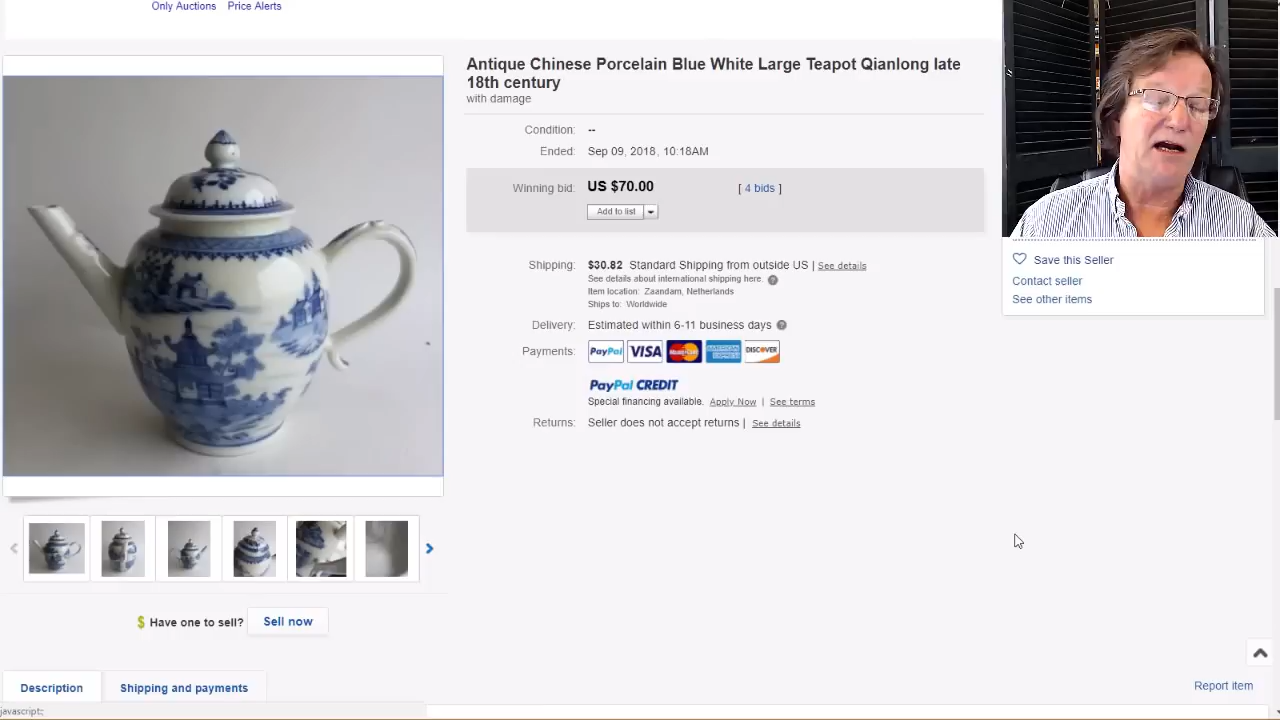 Only Auctions Price Alerts
Antique Chinese Porcelain Blue White Large Teapot Qianlong late
18th century
with damage
Condition: --
Ended: Sep 09, 2018, 10:18AM
Winning bid: US $70.00 [ 4 bids ]
Add to list
Shipping: $30.82 Standard Shipping from outside US | See details
See details about international shipping here. ?
Item location: Zaandam, Netherlands
Ships to: Worldwide
Delivery: Estimated within 6-11 business days ?
Payments: PayPal VISA MasterCard AMERICAN EXPRESS DISCOVER
PayPal CREDIT
Special financing available. Apply Now | See terms
Returns: Seller does not accept returns | See details
Save this Seller
Contact seller
See other items
$ Have one to sell? Sell now
Description Shipping and payments
Report item
javascript:;